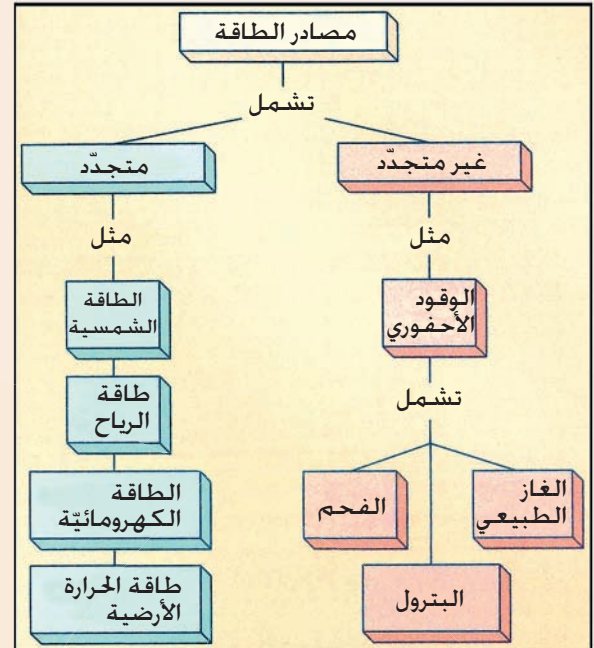 مصادر الطاقة
تشمل
غير متجدّد
مثل
الوقود
الأحفوري
تشمل
الغاز
الطبيعي
البترول
الفحم
متجدّد
مثل
الطاقة
الشمسية
طاقة
الرياح
الطاقة
الكهرومائيّة
طاقة الحرارة
الأرضية